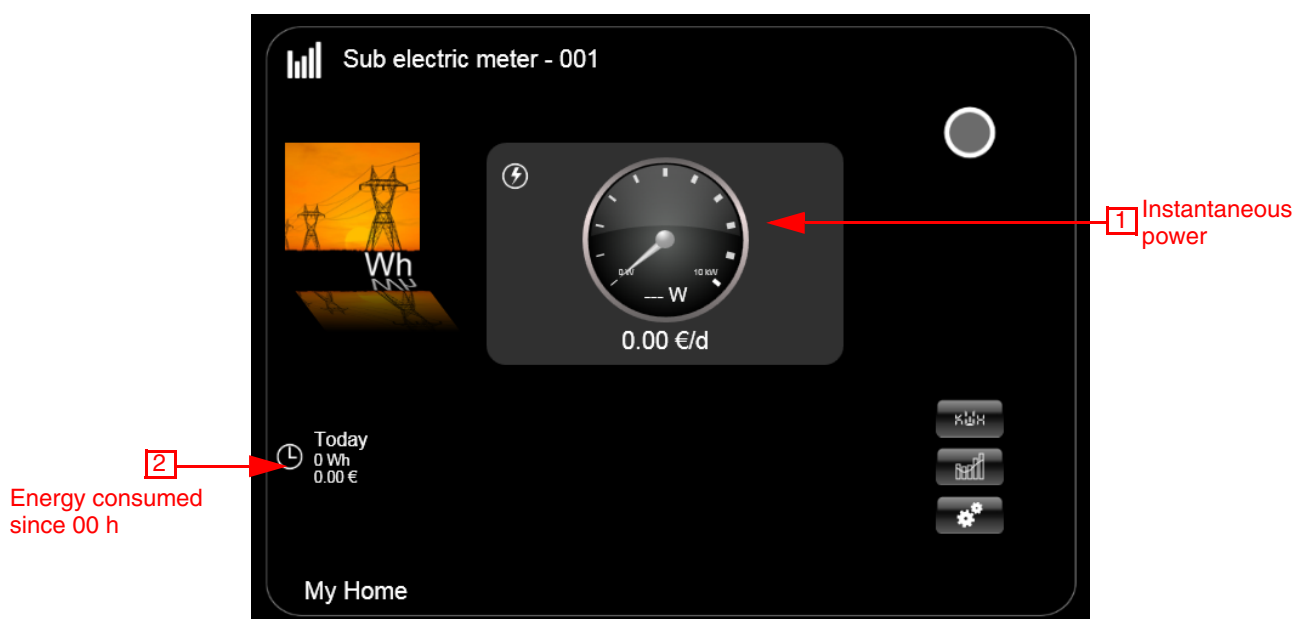 Sub electric meter - 001
Wh
0 W
10 kW
--- W
0.00 €/d
1
Instantaneous
power
KWH
Today
0 Wh
0.00 €
2
Energy consumed
since 00 h
My Home